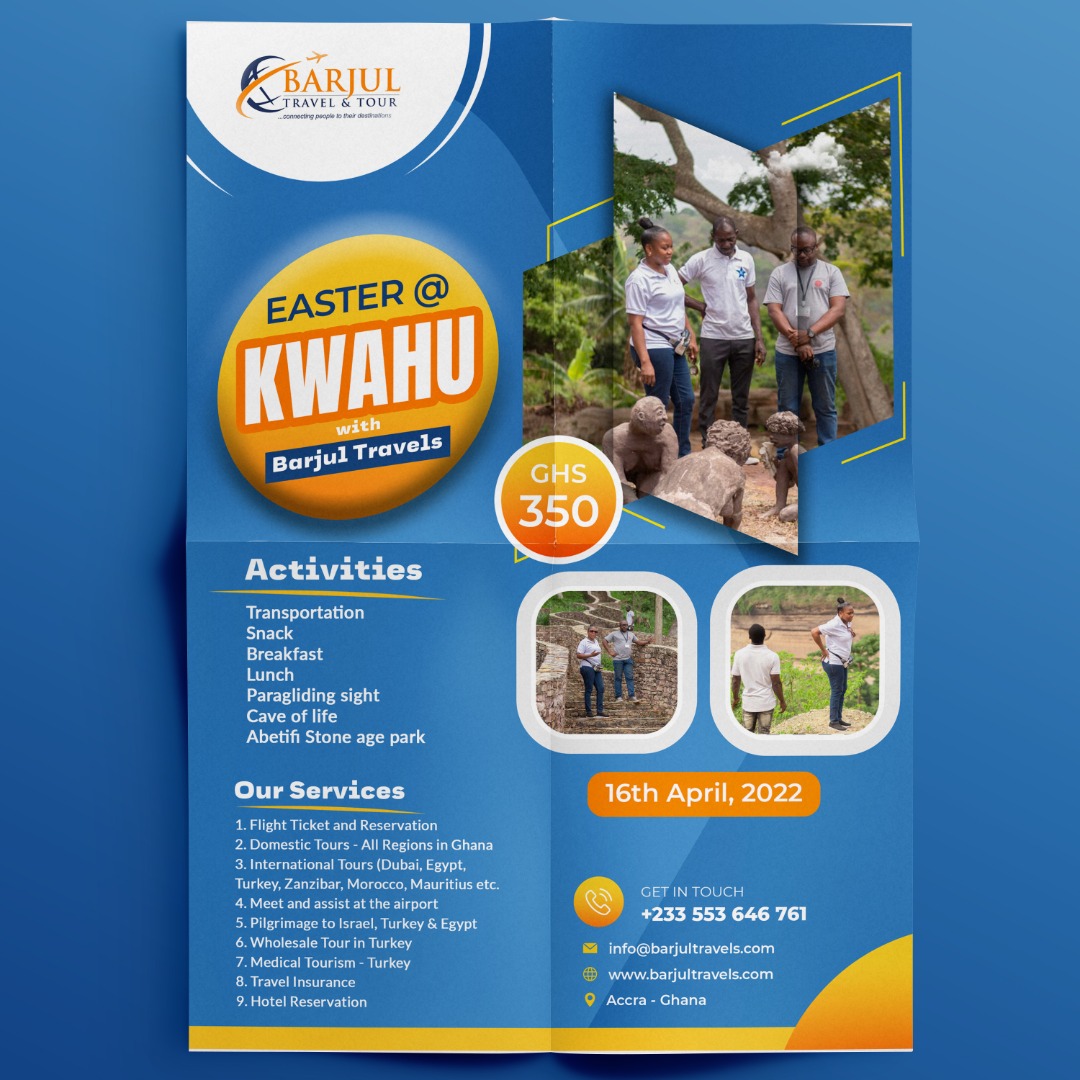 BARJUL
TRAVEL & TOUR
...connecting people to their destinations
EASTER @
KWAHU
with
Barjul Travels
GHS
350
Activities
Transportation
Snack
Breakfast
Lunch
Paragliding sight
Cave of life
Abetifi Stone age park
Our Services
1. Flight Ticket and Reservation
2. Domestic Tours - All Regions in Ghana
3. International Tours (Dubai, Egypt,
Turkey, Zanzibar, Morocco, Mauritius etc.
4. Meet and assist at the airport
5. Pilgrimage to Israel, Turkey & Egypt
6. Wholesale Tour in Turkey
7. Medical Tourism - Turkey
8. Travel Insurance
9. Hotel Reservation
16th April, 2022
GET IN TOUCH
+233 553 646 761
info@barjultravels.com
www.barjultravels.com
Accra - Ghana